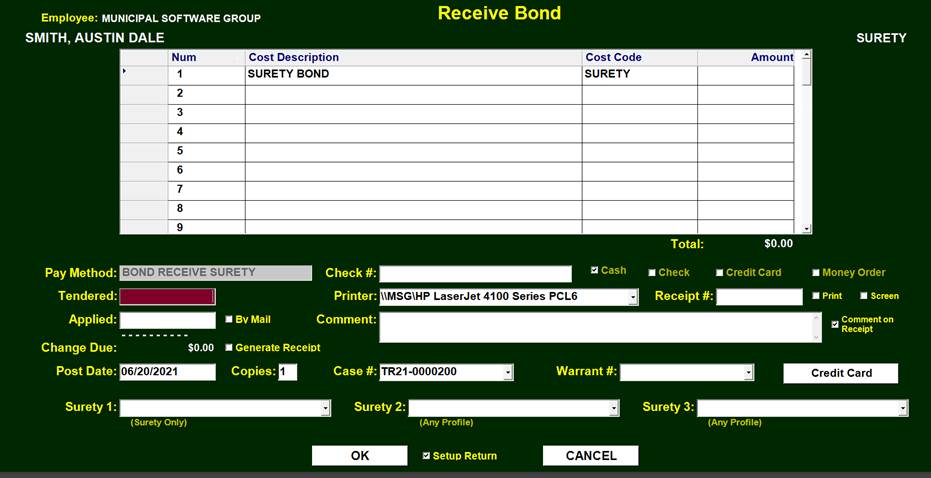 Receive Bond
Employee: MUNICIPAL SOFTWARE GROUP
SMITH, AUSTIN DALE SURETY
Num Cost Description Cost Code Amount
1 SURETY BOND SURETY
2
3
4
5
6
7
8
9
Total: $0.00
Pay Method: BOND RECEIVE SURETY Check #: Cash Check Credit Card Money Order
Tendered: Printer: \\MSG\HP LaserJet 4100 Series PCL6 Receipt #: Print Screen
Applied: By Mail Comment: Comment on
Receipt
----------
Change Due: $0.00 Generate Receipt
Post Date: 06/20/2021 Copies: 1 Case #: TR21-0000200 Warrant #: Credit Card
Surety 1: Surety 2: Surety 3:
(Surety Only) (Any Profile) (Any Profile)
OK Setup Return CANCEL